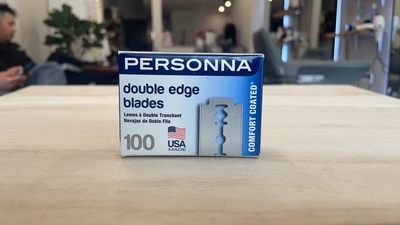 PERSONNA®
double edge
blades
Lames à Double Tranchant
Navajas de Doble Filo
100
USA
MADE
COMFORT COATED®